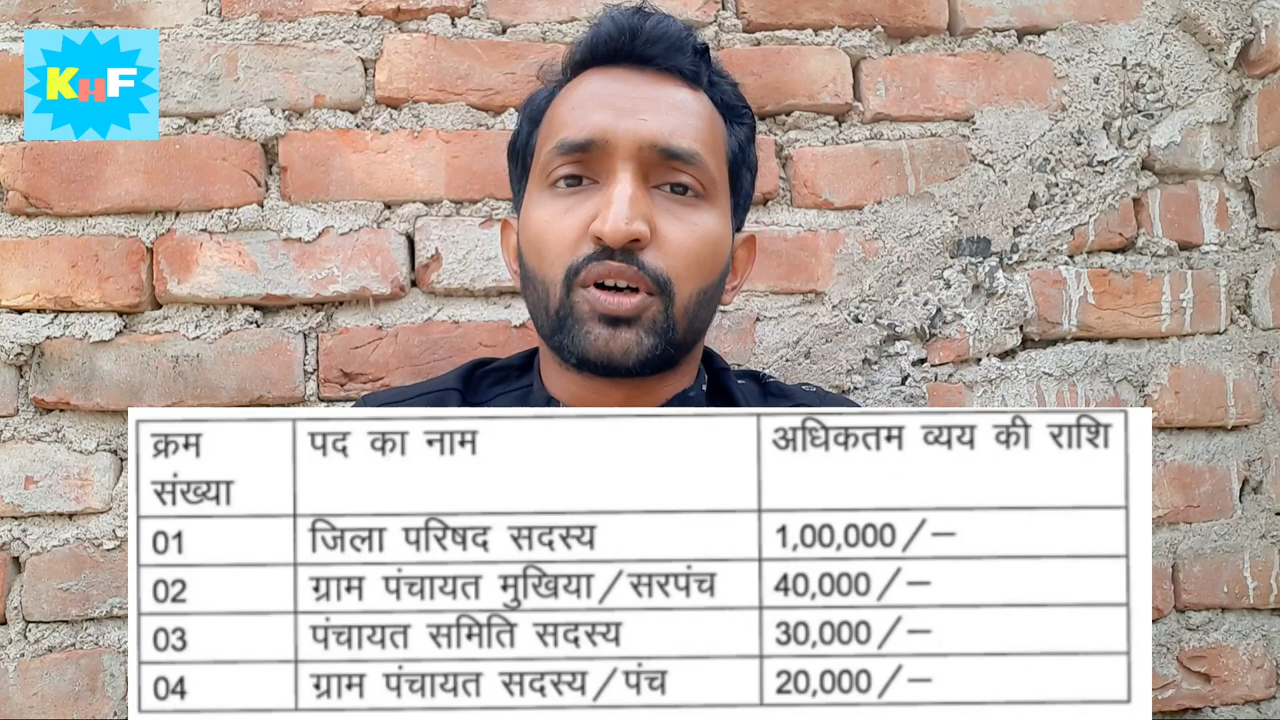 KHF
क्रम संख्या पद का नाम अधिकतम व्यय की राशि
01 जिला परिषद सदस्य 1,00,000/–
02 ग्राम पंचायत मुखिया/सरपंच 40,000/–
03 पंचायत समिति सदस्य 30,000/–
04 ग्राम पंचायत सदस्य/पंच 20,000/–